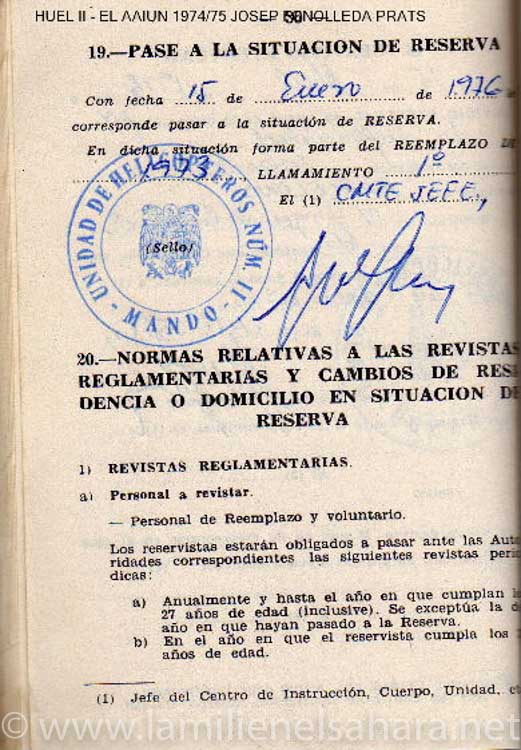 HUEL II - EL AAIUN 1974/75 JOSEP PRATS
19.—PASE A LA SITUACION DE RESERVA
Con fecha 15 de Enero de 1976
corresponde pasar a la situación de RESERVA.
En dicha situación forma parte del REEMPLAZO
1973, LLAMAMIENTO 1º
El (1) CMTE JEFE,
UNIDAD DE HELICOPTEROS NÚM. II
(Sello)
- MANDO -
20.—NORMAS RELATIVAS A LAS REVISTAS
REGLAMENTARIAS Y CAMBIOS DE RESI
DENCIA O DOMICILIO EN SITUACION DE
RESERVA
1) REVISTAS REGLAMENTARIAS.
a) Personal a revistar.
— Personal de Reemplazo y voluntario.
Los reservistas estarán obligados a pasar ante las Auto
ridades correspondientes las siguientes revistas perió
dicas:
a) Anualmente y hasta el año en que cumplan
27 años de edad (inclusive). Se exceptúa la
año en que hayan pasado a la Reserva.
b) En el año en que el reservista cumpla los
años de edad.
(1) Jefe del Centro de Instrucción, Cuerpo, Unidad,
©www.lamilienelsahara.net